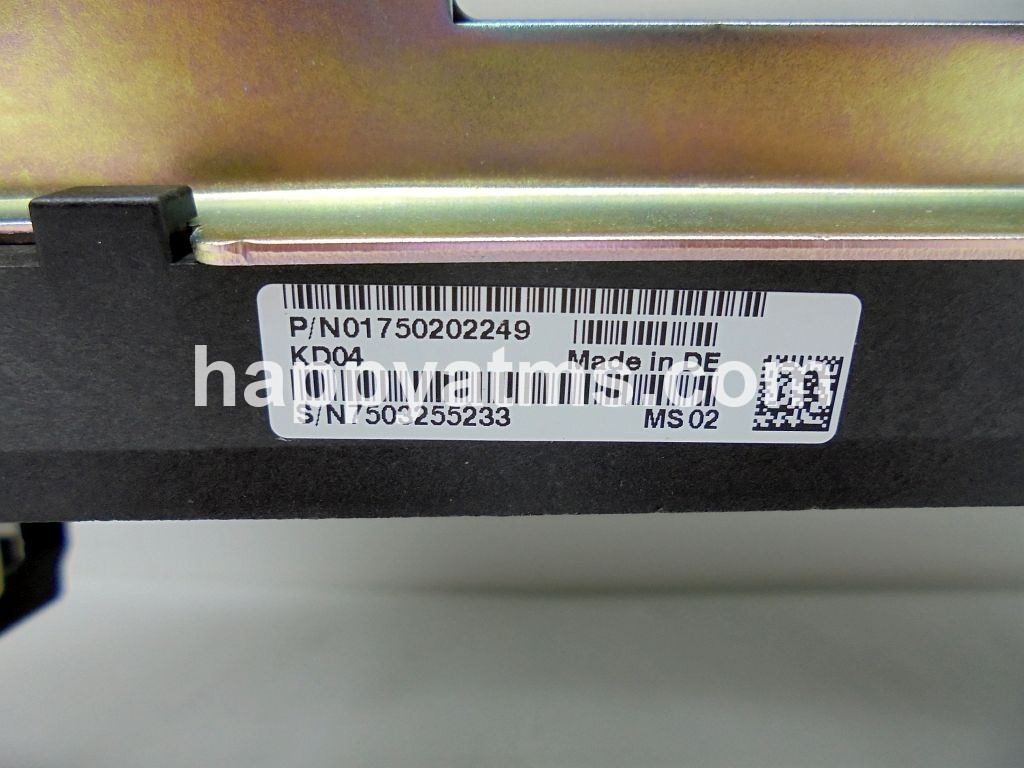 P/N01750202249
KD04 Made in DE
happyatms.com
S/N7503255233 MS 02